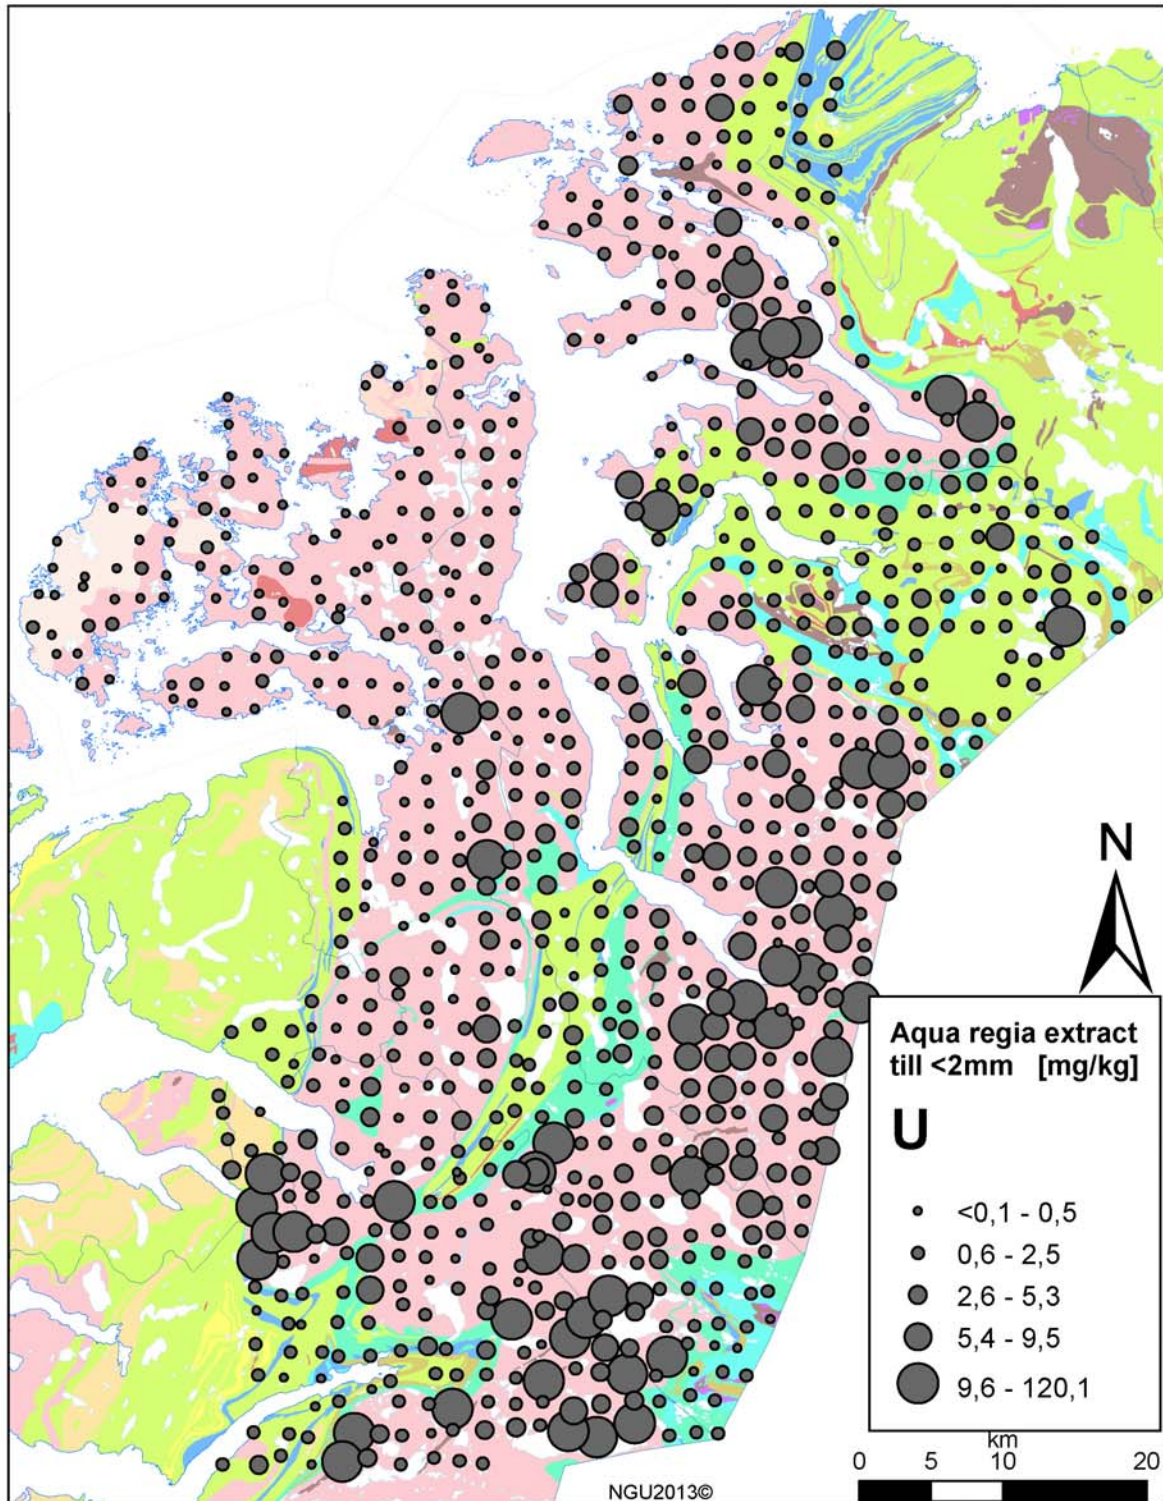 N
Aqua regia extract
till <2mm [mg/kg]
U
<0,1 - 0,5
0,6 - 2,5
2,6 - 5,3
5,4 - 9,5
9,6 - 120,1
km
0 5 10 20
NGU2013©